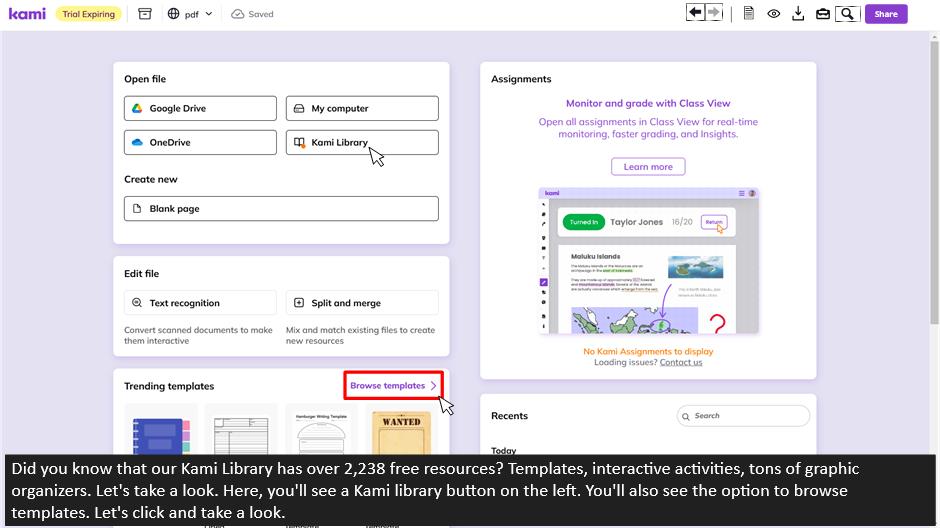 kami
Trial Expiring
pdf
Saved
Share
Open file
Google Drive
My computer
OneDrive
Kami Library
Create new
Blank page
Edit file
Text recognition
Split and merge
Convert scanned documents to make
them interactive
Mix and match existing files to create
new resources
Trending templates
Browse templates
Hamburger Writing Template
WANTED
Assignments
Monitor and grade with Class View
Open all assignments in Class View for real-time
monitoring, faster grading, and Insights.
Learn more
kami
Turned In
Taylor Jones
16/20
Return
Maluku Islands
No Kami Assignments to display
Loading issues? Contact us
Recents
Search
Today
Did you know that our Kami Library has over 2,238 free resources? Templates, interactive activities, tons of graphic
organizers. Let's take a look. Here, you'll see a Kami library button on the left. You'll also see the option to browse
templates. Let's click and take a look.